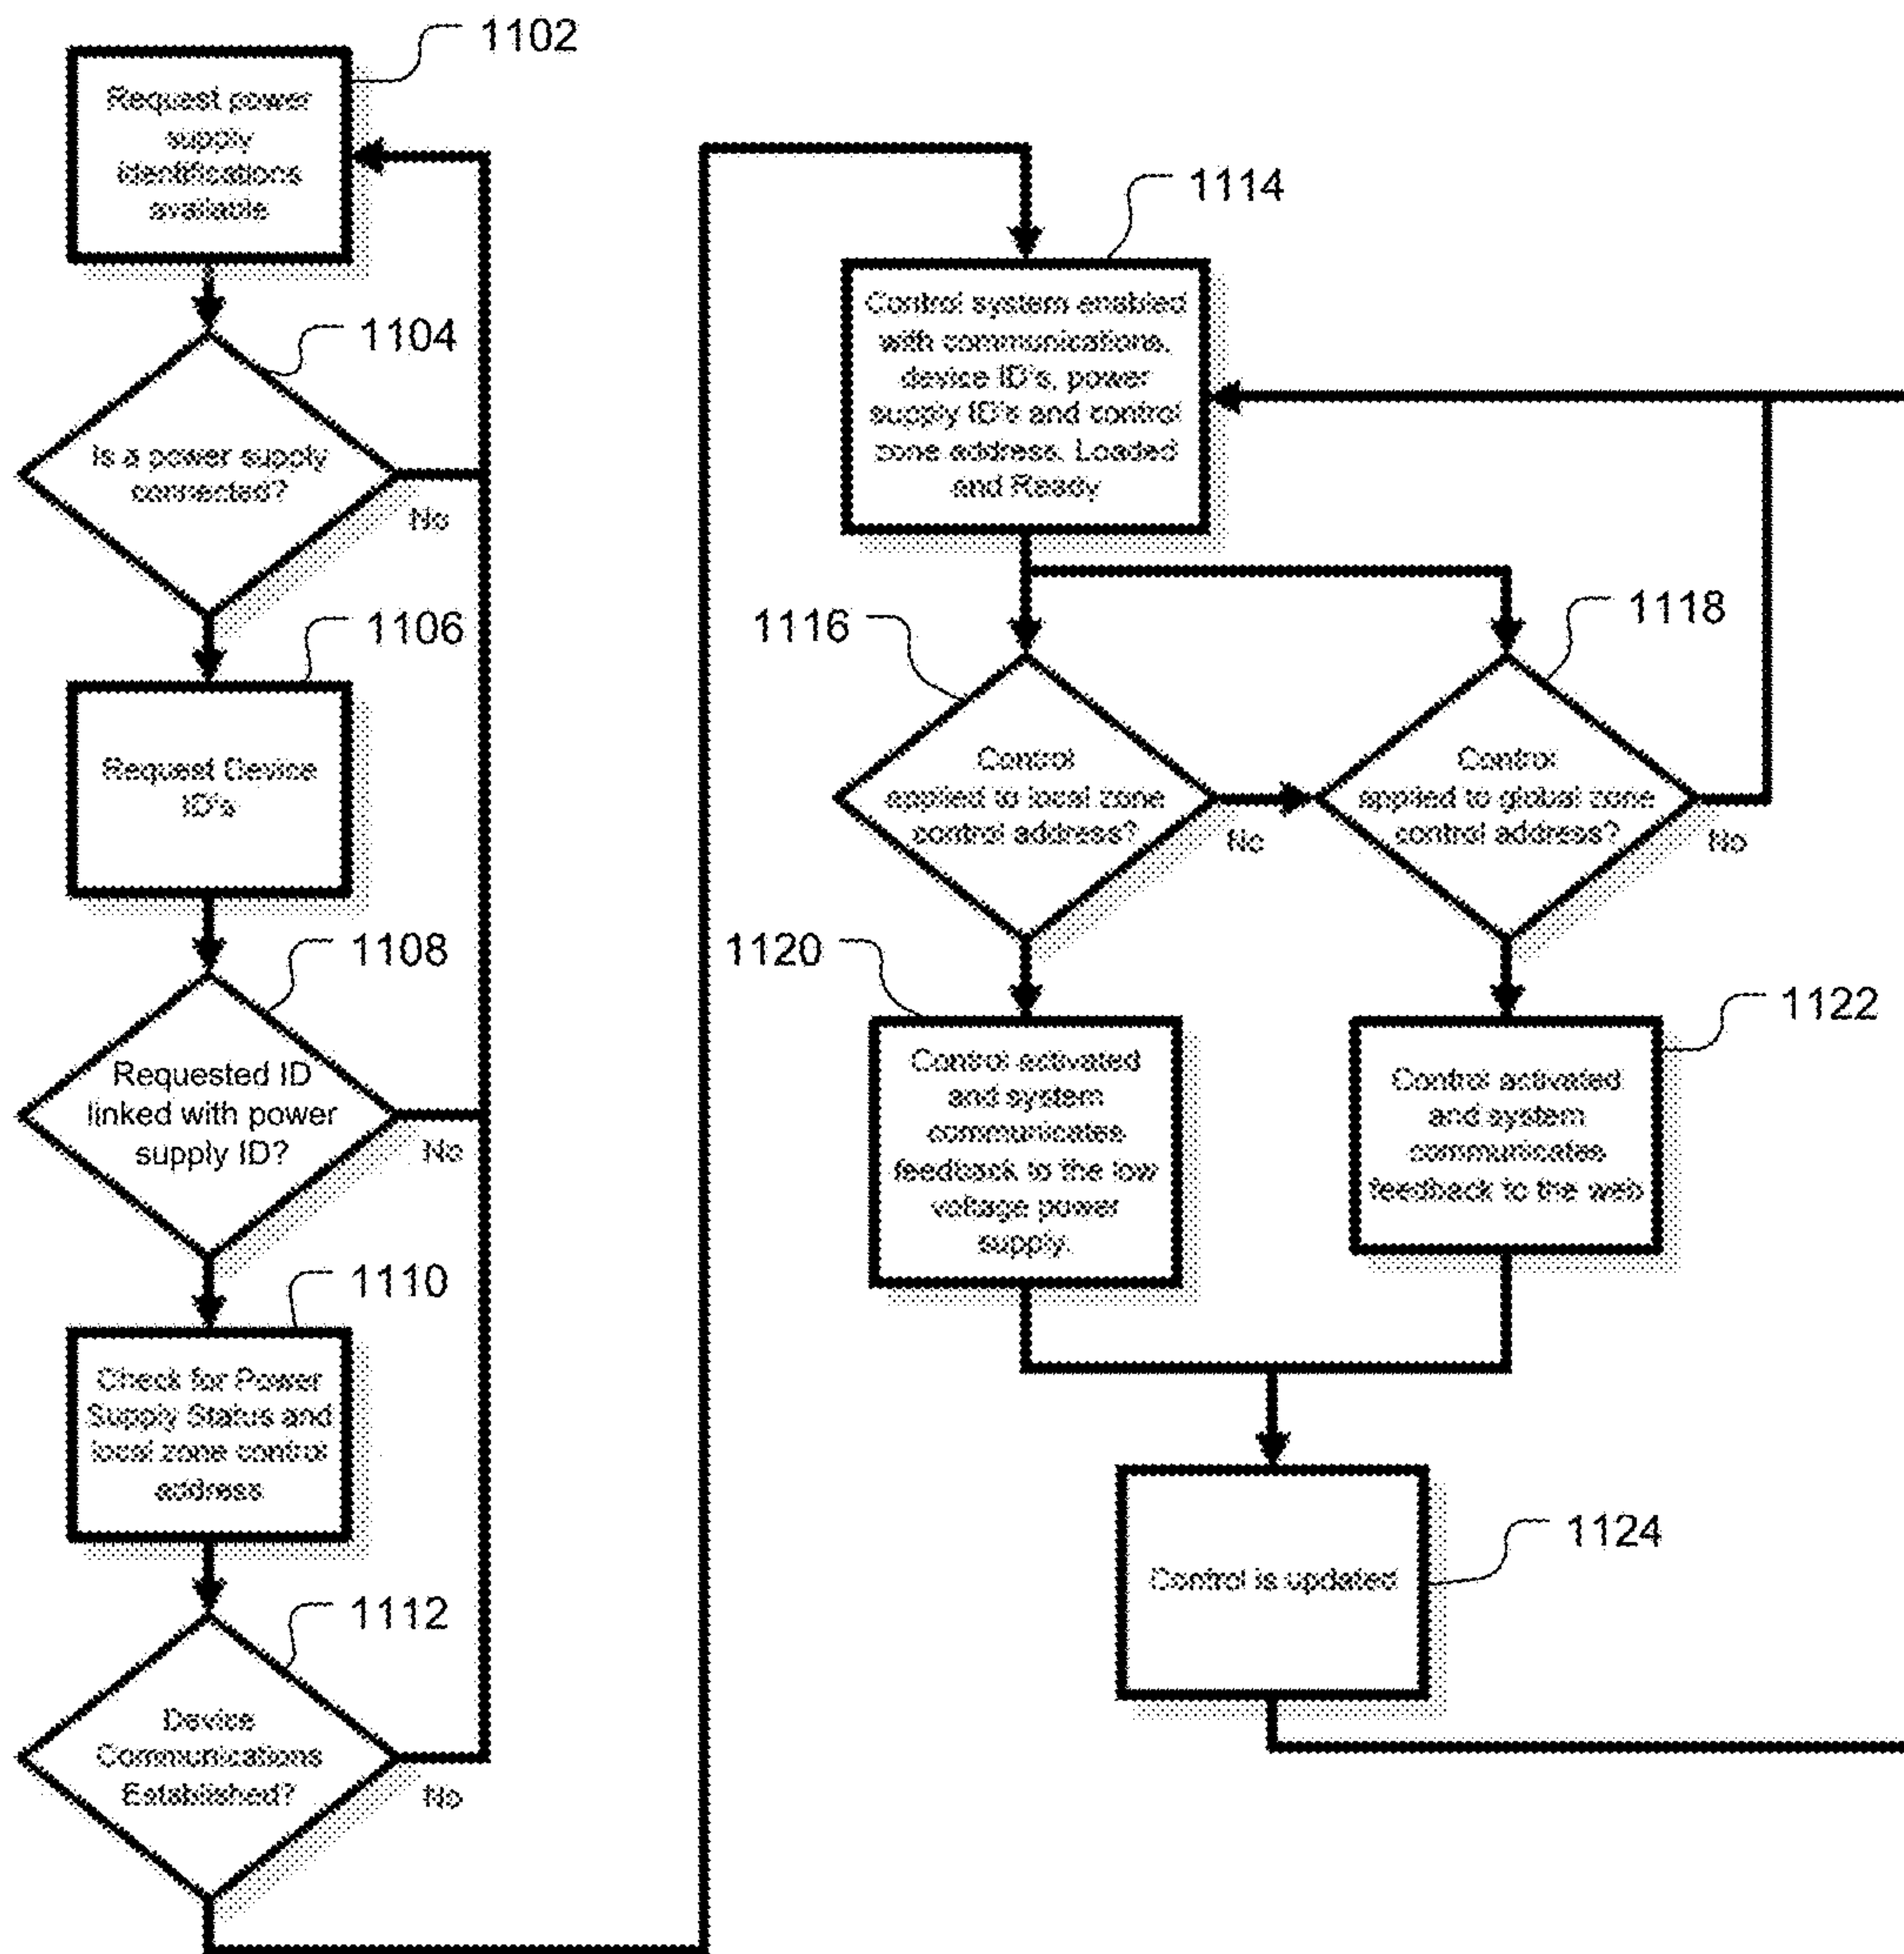 1102
Request power
supply
identifications
available
1104
Is a power supply
connected?
No
1106
Request Device
ID's
1108
Requested ID
linked with power
supply ID?
No
1110
Check for Power
Supply Status and
local zone control
address
1112
Device
Communications
Established?
No
1114
Control system enabled
with communications,
device ID's, power
supply ID's and control
zone address. Loaded
and Ready
1116
Control
applied to local zone
control address?
No
1118
Control
applied to global zone
control address?
No
1120
Control activated
and system
communicates
feedback to the low
voltage power
supply.
1122
Control activated
and system
communicates
feedback to the web
1124
Control is updated